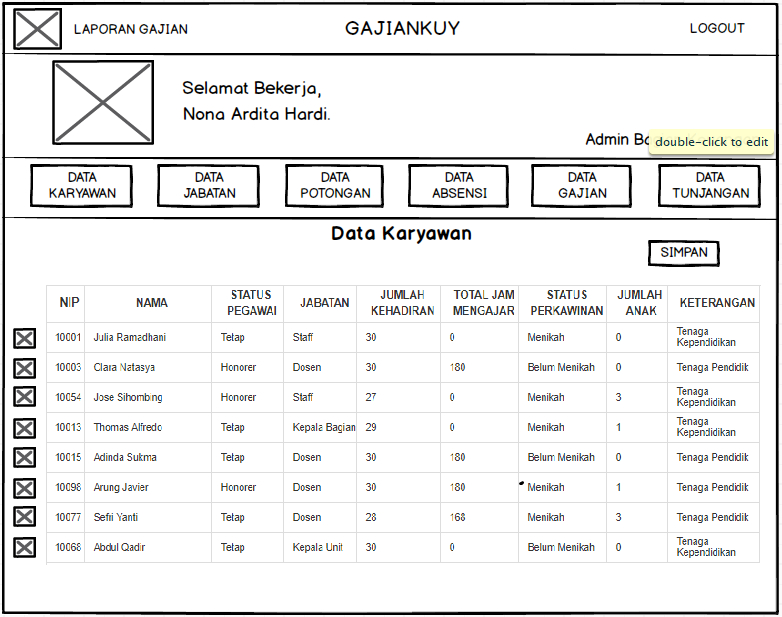 LAPORAN GAJIAN GAJIANKUY LOGOUT
Selamat Bekerja,
Nona Ardita Hardi.
Admin
double-click to edit
DATA KARYAWAN DATA JABATAN DATA POTONGAN DATA ABSENSI DATA GAJIAN DATA TUNJANGAN
Data Karyawan
SIMPAN
NIP NAMA STATUS PEGAWAI JABATAN JUMLAH KEHADIRAN TOTAL JAM MENGAJAR STATUS PERKAWINAN JUMLAH ANAK KETERANGAN
10001 Julia Ramadhani Tetap Staff 30 0 Menikah 0 Tenaga Kependidikan
10003 Clara Natasya Honorer Dosen 30 180 Belum Menikah 0 Tenaga Pendidik
10054 Jose Sihombing Honorer Staff 27 0 Menikah 3 Tenaga Kependidikan
10013 Thomas Alfredo Tetap Kepala Bagian 29 0 Menikah 1 Tenaga Kependidikan
10015 Adinda Sukma Tetap Dosen 30 180 Belum Menikah 0 Tenaga Pendidik
10098 Arung Javier Honorer Dosen 30 180 Menikah 1 Tenaga Pendidik
10077 Sefii Yanti Tetap Dosen 28 168 Menikah 3 Tenaga Pendidik
10068 Abdul Qadir Tetap Kepala Unit 30 0 Belum Menikah 0 Tenaga Kependidikan